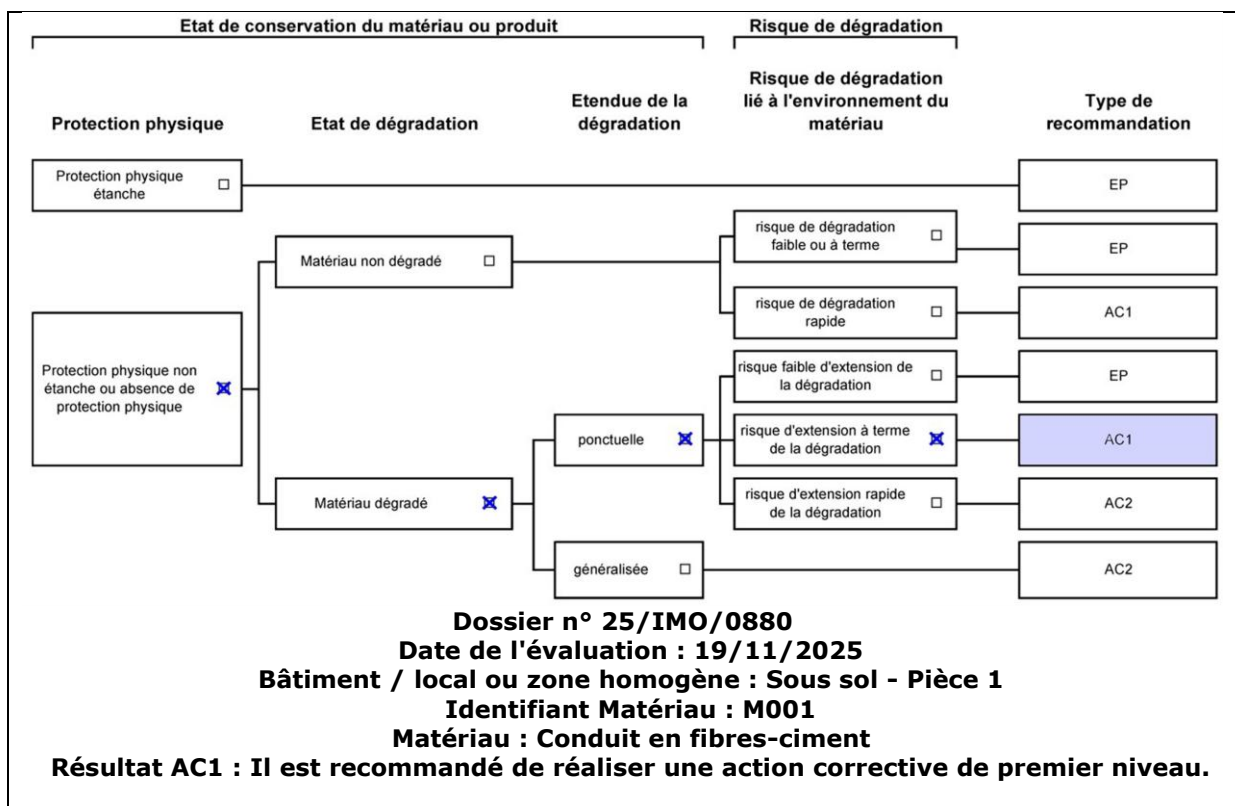 Etat de conservation du matériau ou produit
Risque de dégradation
Protection physique
Etat de dégradation
Etendue de la
dégradation
Risque de dégradation
lié à l'environnement du
matériau
Type de
recommandation
Protection physique
étanche
EP
Matériau non dégradé
risque de dégradation
faible ou à terme
EP
risque de dégradation
rapide
AC1
Protection physique non
étanche ou absence de
protection physique
risque faible d'extension de
la dégradation
EP
ponctuelle
risque d'extension à terme
de la dégradation
AC1
Matériau dégradé
risque d'extension rapide
de la dégradation
AC2
généralisée
AC2
Dossier n° 25/IMO/0880
Date de l'évaluation : 19/11/2025
Bâtiment / local ou zone homogène : Sous sol - Pièce 1
Identifiant Matériau : M001
Matériau : Conduit en fibres-ciment
Résultat AC1 : Il est recommandé de réaliser une action corrective de premier niveau.